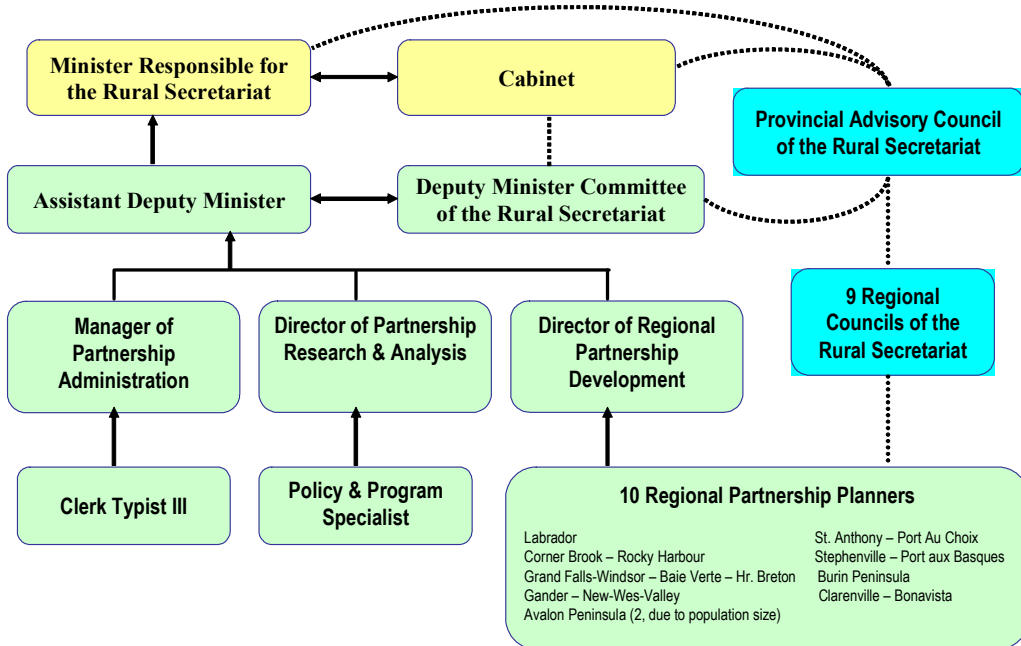 Minister Responsible for
the Rural Secretariat
Cabinet
Provincial Advisory Council
of the Rural Secretariat
Assistant Deputy Minister
Deputy Minister Committee
of the Rural Secretariat
9 Regional
Councils of the
Rural Secretariat
Manager of
Partnership
Administration
Director of Partnership
Research & Analysis
Director of Regional
Partnership
Development
Clerk Typist III
Policy & Program
Specialist
10 Regional Partnership Planners
Labrador
Corner Brook – Rocky Harbour
Grand Falls-Windsor – Baie Verte – Hr. Breton
Gander – New-Wes-Valley
Avalon Peninsula (2, due to population size)
St. Anthony – Port Au Choix
Stephenville – Port aux Basques
Burin Peninsula
Clarenville – Bonavista